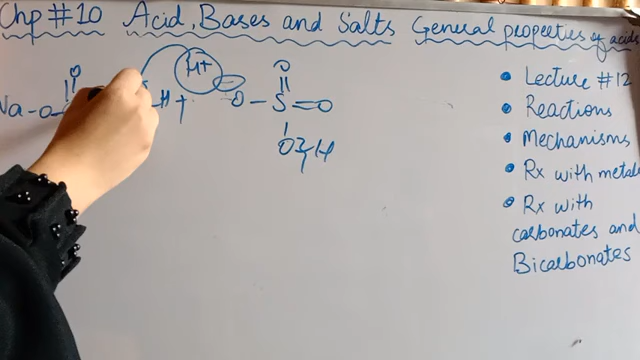 Chp #10 Acid, Bases and Salts General properties of acids
Lecture #12
Reactions
Mechanisms
Rx with metals
Rx with
carbonates and
Bicarbonates
O H+ O
Na-O H + O-S=O
OH